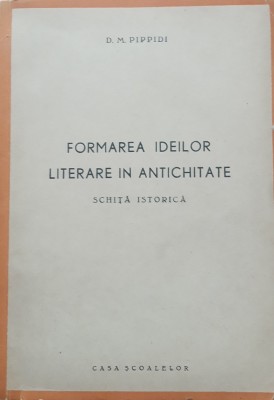 D. M. PIPPIDI
FORMAREA IDEILOR
LITERARE IN ANTICHITATE
SCHIȚĂ ISTORICĂ
CASA ȘCOALELOR